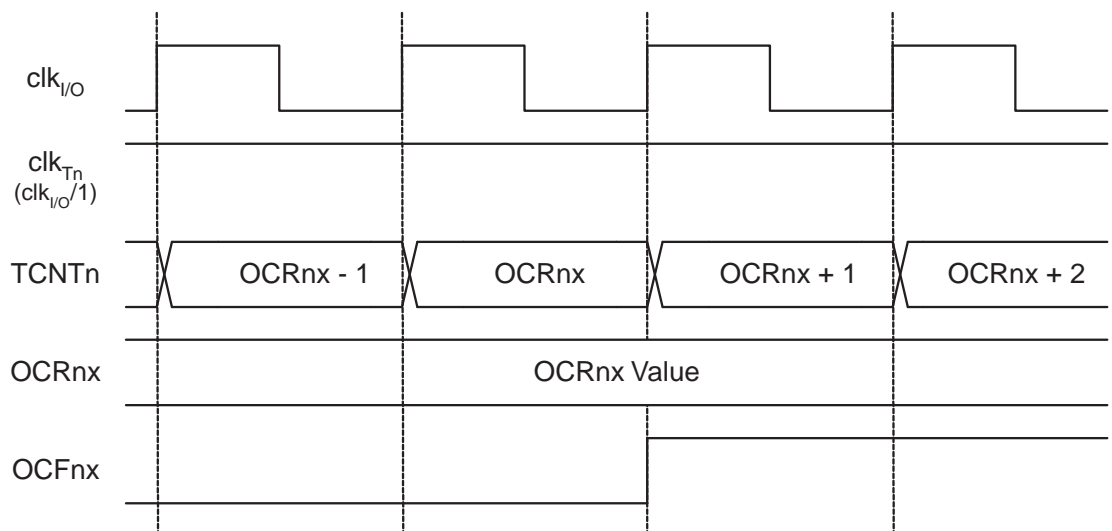 clkI/O
clkTn
(clkI/O/1)
TCNTn
OCRnx - 1
OCRnx
OCRnx + 1
OCRnx + 2
OCRnx
OCRnx Value
OCFnx